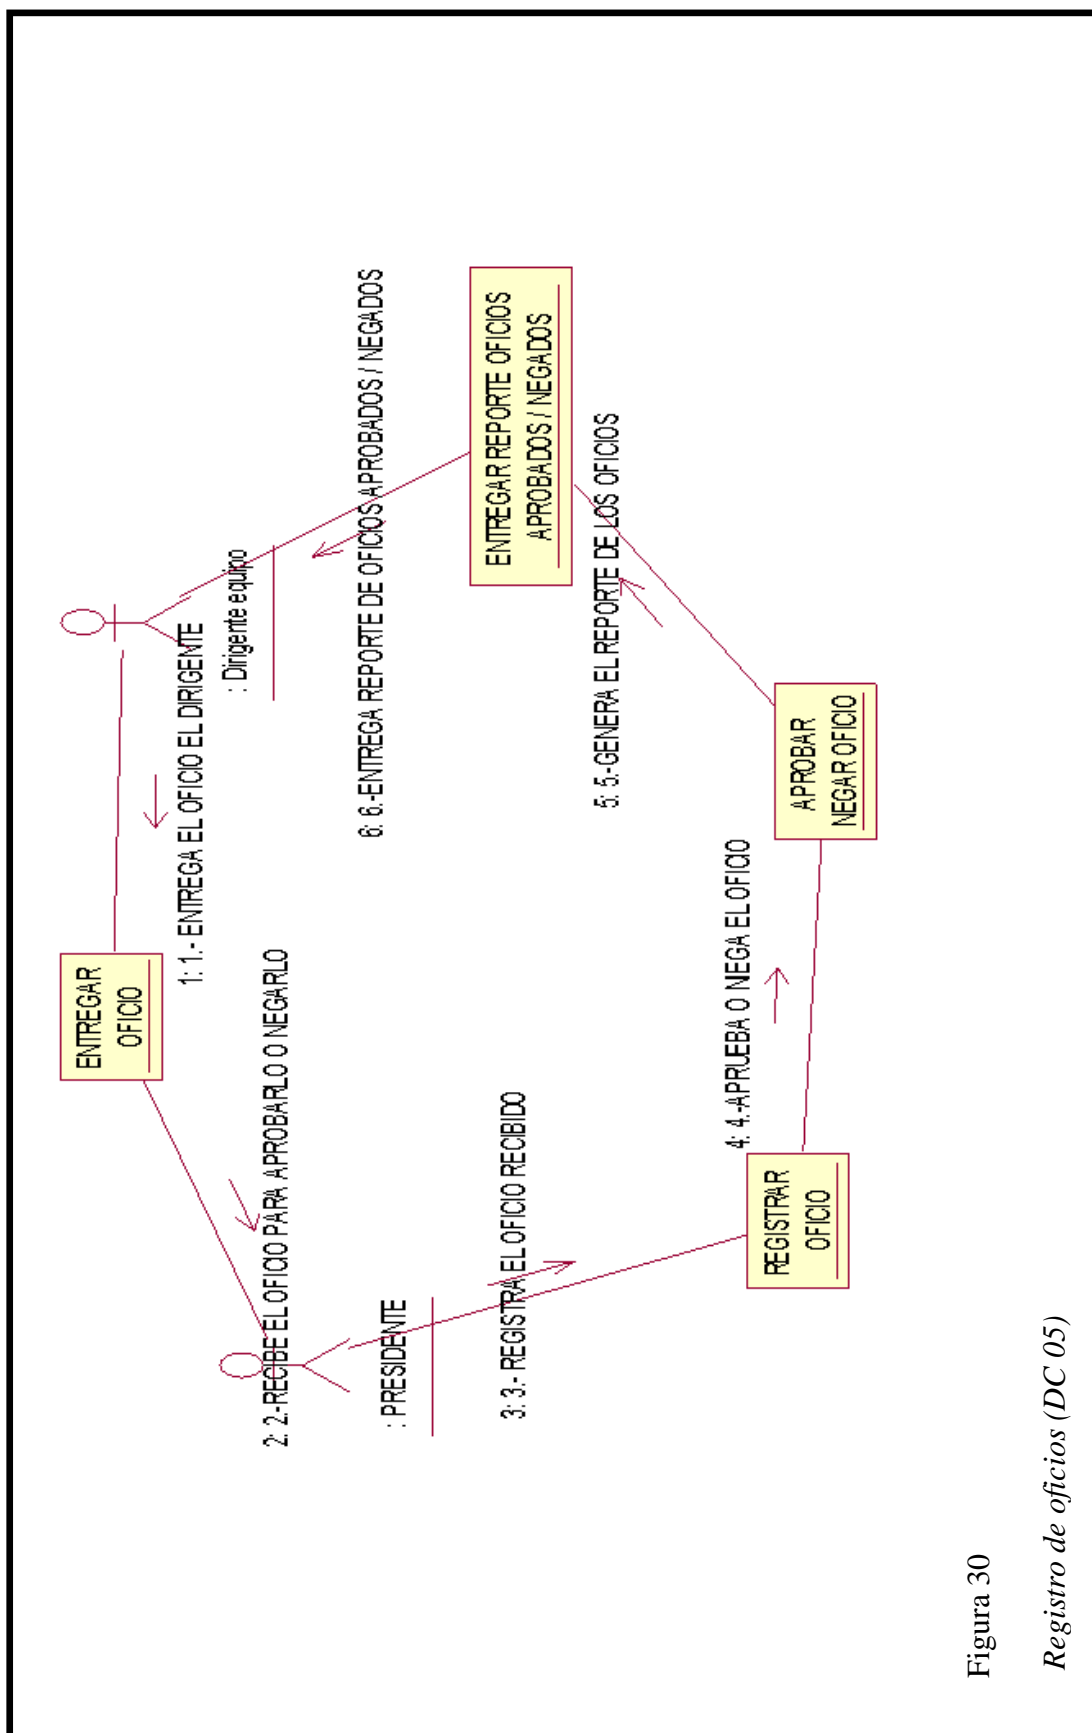 ENTREGAR
OFICIO
1: 1.- ENTREGA EL OFICIO EL DIRIGENTE
: Dirigente equipo
2: 2.-RECIBE EL OFICIO PARA APROBARLO O NEGARLO
: PRESIDENTE
6: 6.-ENTREGA REPORTE DE OFICIOS APROBADOS / NEGADOS
3: 3.- REGISTRA EL OFICIO RECIBIDO
ENTREGAR REPORTE OFICIOS
APROBADOS / NEGADOS
5: 5.-GENERA EL REPORTE DE LOS OFICIOS
4: 4.-APRUEBA O NEGA EL OFICIO
REGISTRAR
OFICIO
APROBAR
NEGAR OFICIO
Figura 30
Registro de oficios (DC 05)